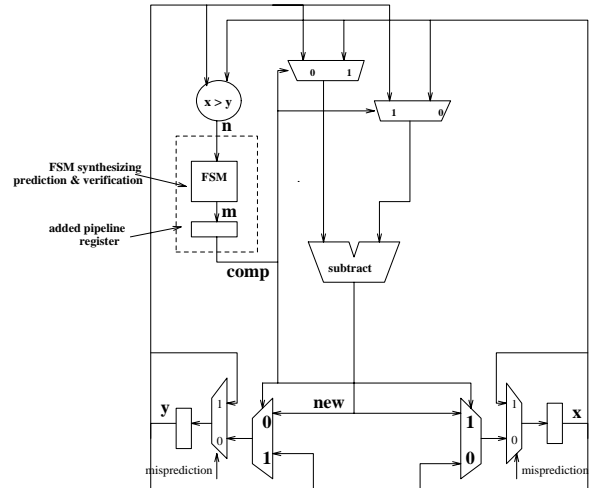 0 1
1 0
x > y
n
FSM synthesizing
prediction & verification
FSM
m
added pipeline
register
comp
subtract
new
y
1
0
0
1
1
0
1
0
x
misprediction
misprediction